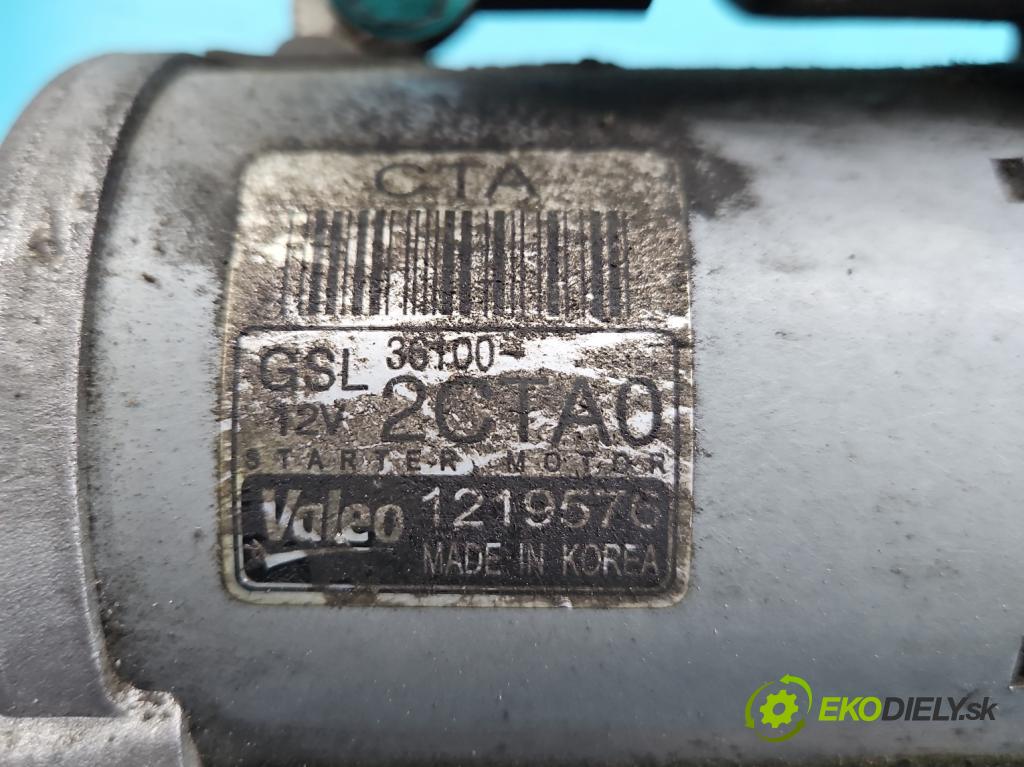 CTA
GSL 36100-
12V 2CTA0
STARTER MOTOR
Valeo 1219576
MADE IN KOREA
EKODIELY.sk